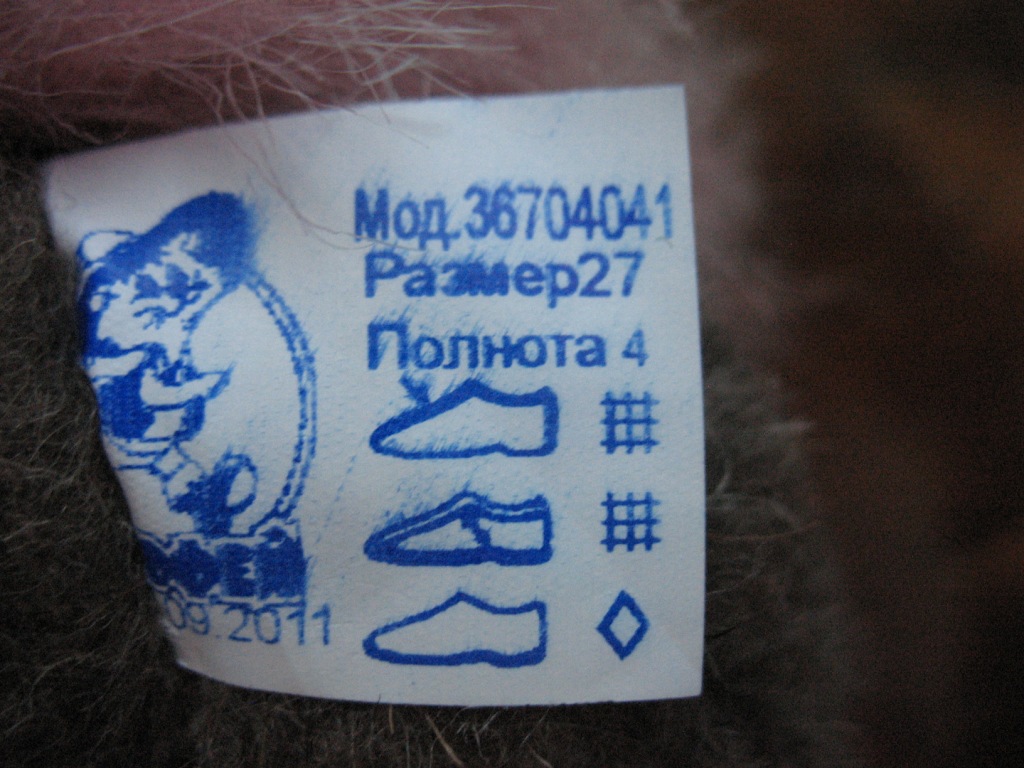 Мод.36704041
Размер27
Полнота 4
09.2011